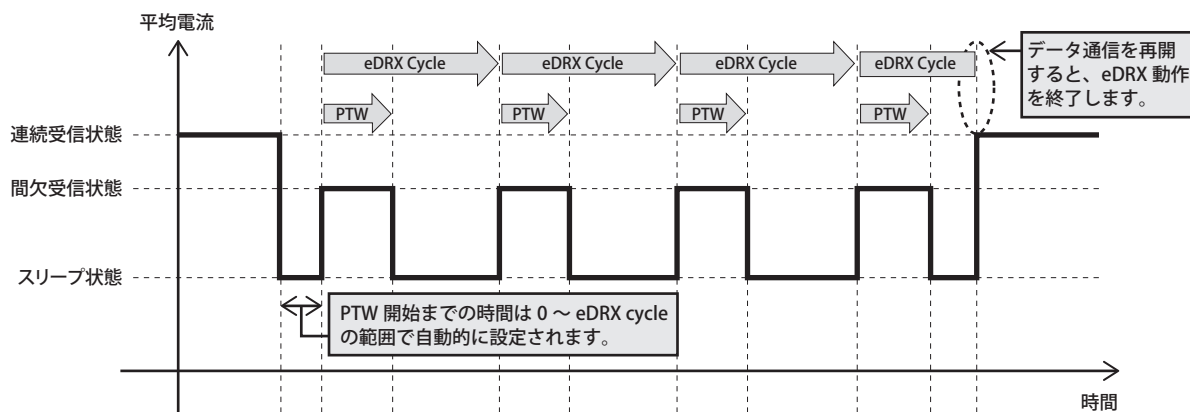 平均電流
eDRX Cycle
eDRX Cycle
eDRX Cycle
eDRX Cycle
データ通信を再開
すると、eDRX 動作
を終了します。
PTW
PTW
PTW
PTW
連続受信状態
間欠受信状態
スリープ状態
PTW 開始までの時間は 0 ～ eDRX cycle
の範囲で自動的に設定されます。
時間